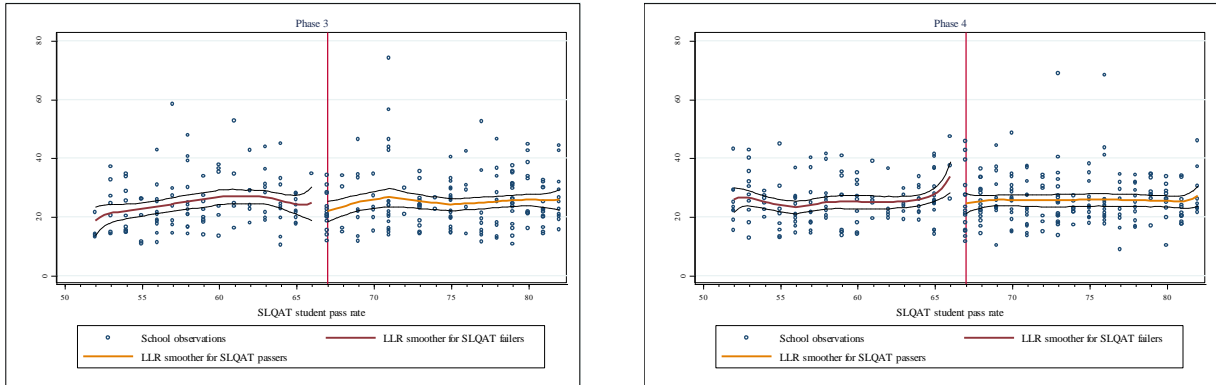 Phase 3
80
60
40
20
0
50 55 60 65 70 75 80
SLQAT student pass rate
School observations LLR smoother for SLQAT failers
LLR smoother for SLQAT passers
Phase 4
80
60
40
20
0
50 55 60 65 70 75 80
SLQAT student pass rate
School observations LLR smoother for SLQAT failers
LLR smoother for SLQAT passers